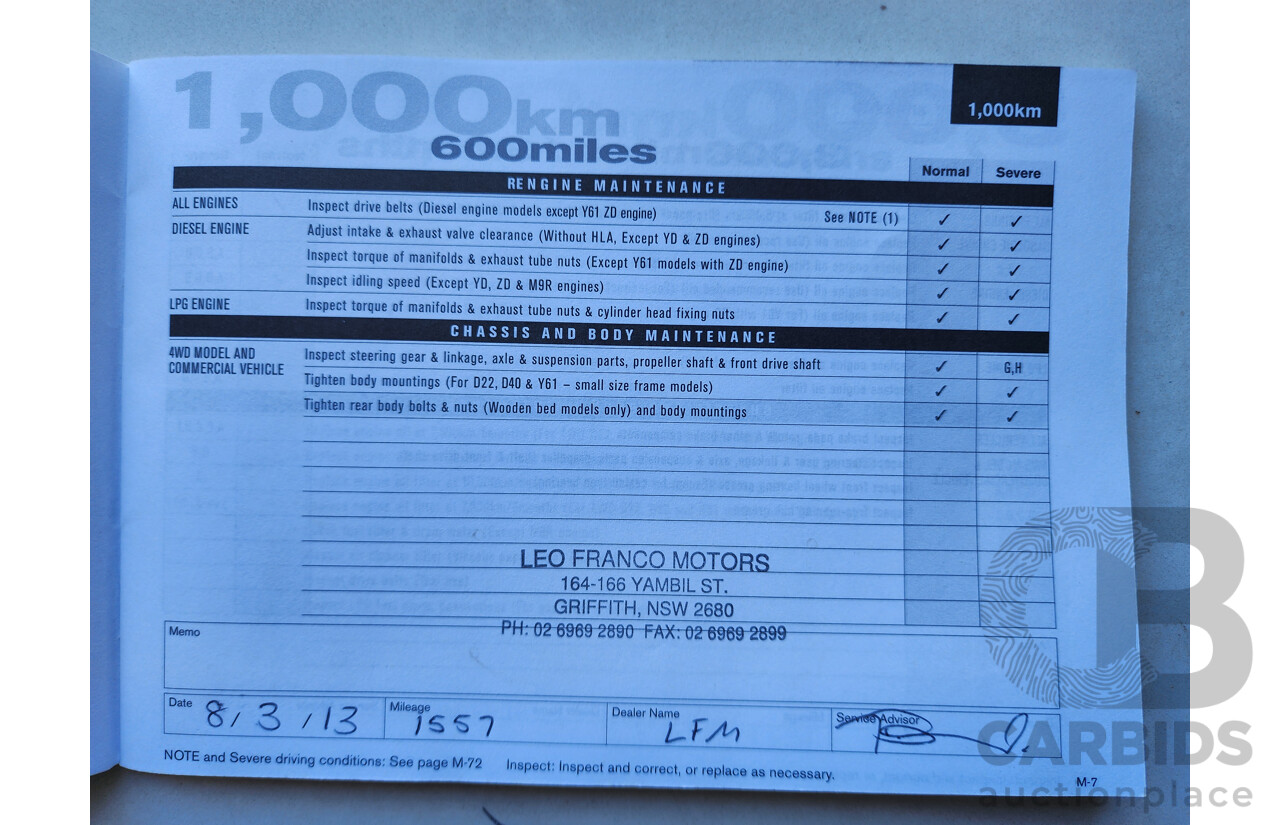 1,000km
600miles
1,000km
Normal Severe
RENGINE MAINTENANCE
ALL ENGINES Inspect drive belts (Diesel engine models except Y61 ZD engine) See NOTE (1) ✓ ✓
DIESEL ENGINE Adjust intake & exhaust valve clearance (Without HLA, Except YD & ZD engines) ✓ ✓
Inspect torque of manifolds & exhaust tube nuts (Except Y61 models with ZD engine) ✓ ✓
Inspect idling speed (Except YD, ZD & M9R engines) ✓ ✓
LPG ENGINE Inspect torque of manifolds & exhaust tube nuts & cylinder head fixing nuts ✓ ✓
CHASSIS AND BODY MAINTENANCE
4WD MODEL AND
COMMERCIAL VEHICLE
Inspect steering gear & linkage, axle & suspension parts, propeller shaft & front drive shaft ✓ G,H
Tighten body mountings (For D22, D40 & Y61 – small size frame models) ✓ ✓
Tighten rear body bolts & nuts (Wooden bed models only) and body mountings ✓ ✓
LEO FRANCO MOTORS
164-166 YAMBIL ST.
GRIFFITH, NSW 2680
PH: 02 6969 2890 FAX: 02 6969 2899
Memo
Date 8/3/13 Mileage 1557 Dealer Name LFM Service Advisor
NOTE and Severe driving conditions: See page M-72 Inspect: Inspect and correct, or replace as necessary.
M-7
CB
CARBIDS
auctionplace